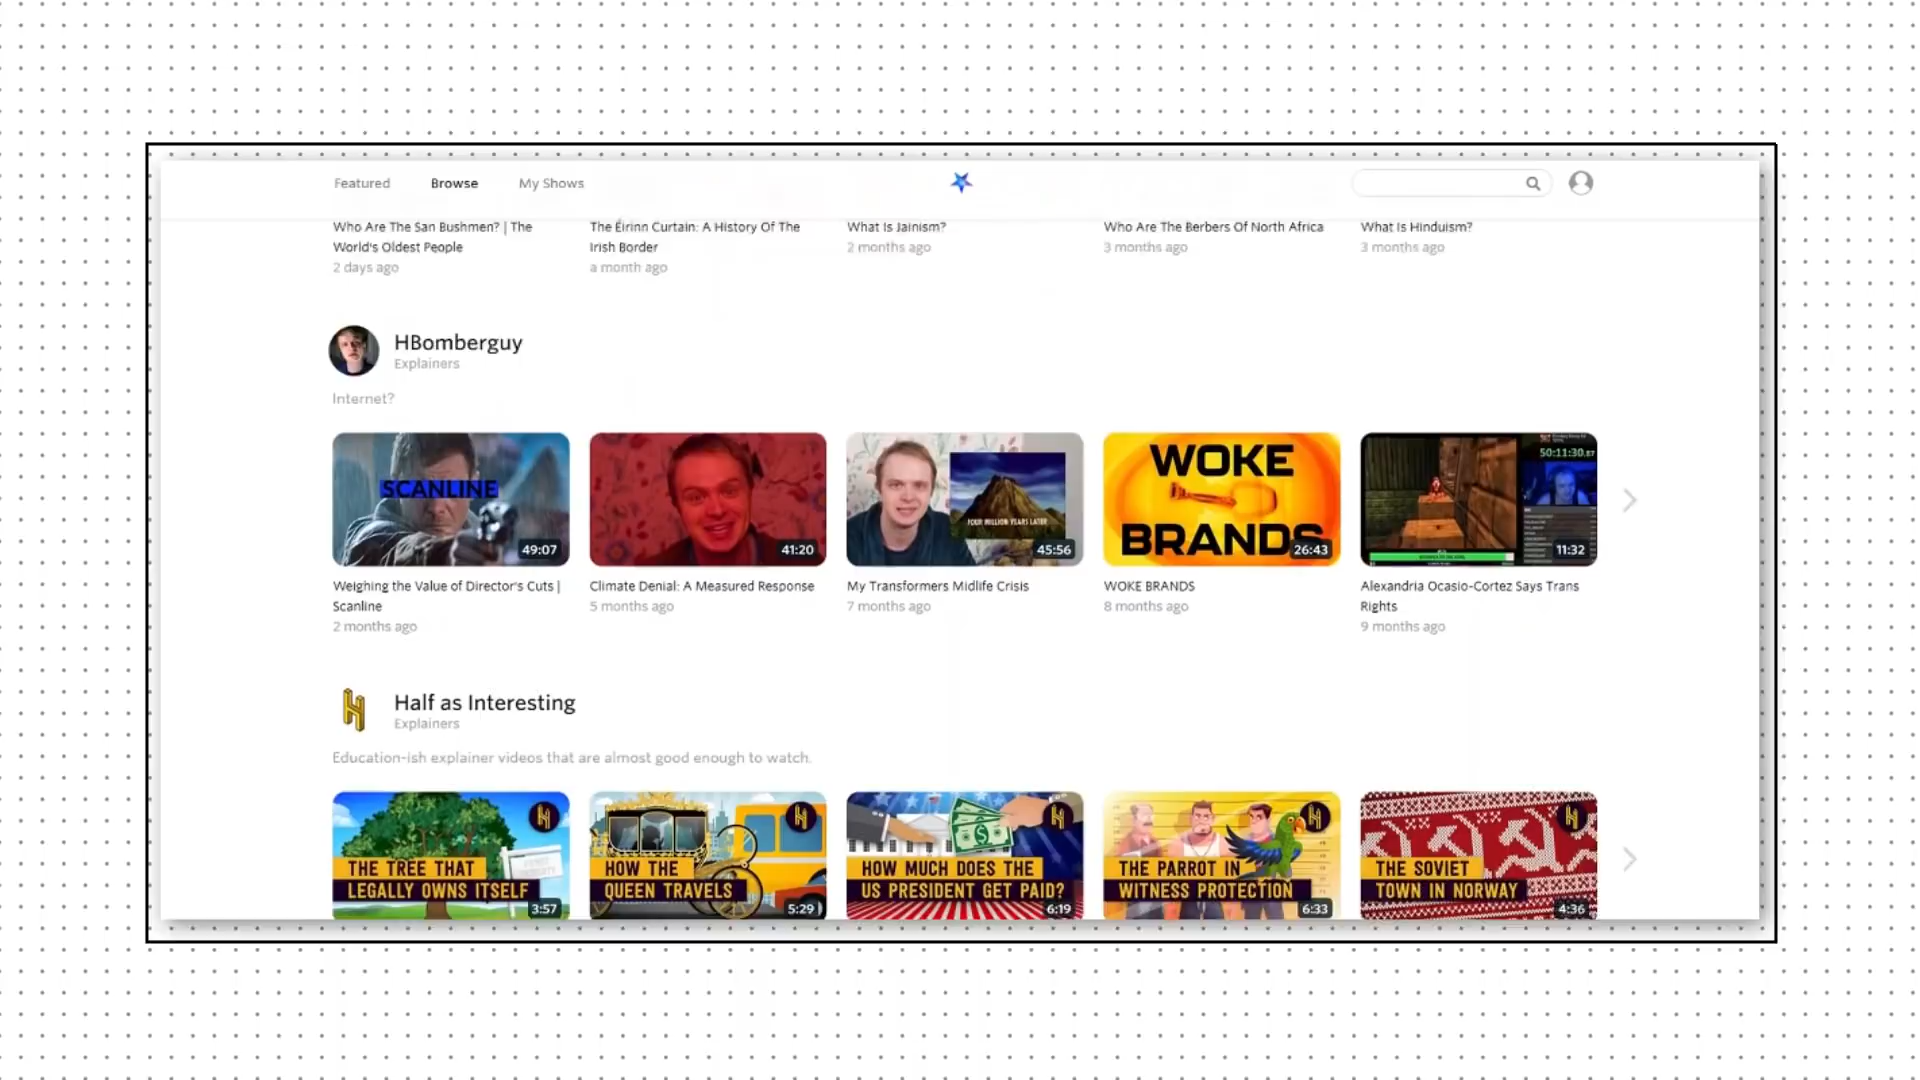 Featured
Browse
My Shows
Who Are The San Bushmen? | The
World's Oldest People
2 days ago
The Éirinn Curtain: A History Of The
Irish Border
a month ago
What Is Jainism?
2 months ago
Who Are The Berbers Of North Africa
3 months ago
What Is Hinduism?
3 months ago
HBomberguy
Explainers
Internet?
SCANLINE
49:07
41:20
FOUR MILLION YEARS LATER
45:56
WOKE
BRANDS
26:43
50:11:30.87
11:32
Weighing the Value of Director's Cuts |
Scanline
2 months ago
Climate Denial: A Measured Response
5 months ago
My Transformers Midlife Crisis
7 months ago
WOKE BRANDS
8 months ago
Alexandria Ocasio-Cortez Says Trans
Rights
9 months ago
Half as Interesting
Explainers
Education-ish explainer videos that are almost good enough to watch.
THE TREE THAT
LEGALLY OWNS ITSELF
3:57
HOW THE
QUEEN TRAVELS
5:29
HOW MUCH DOES THE
US PRESIDENT GET PAID?
6:19
THE PARROT IN
WITNESS PROTECTION
6:33
THE SOVIET
TOWN IN NORWAY
4:36